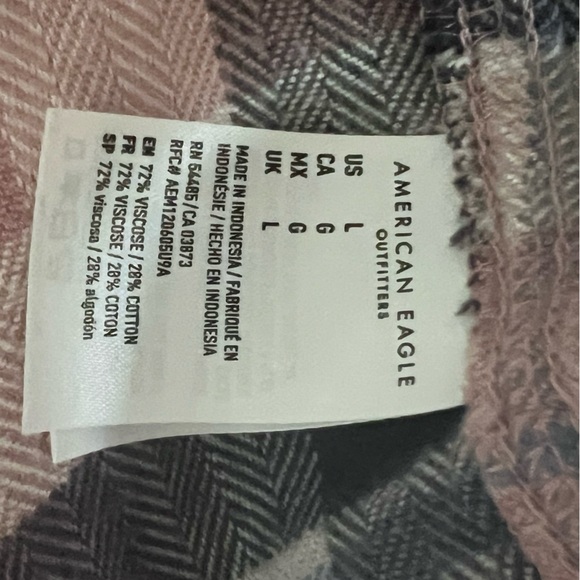 AMERICAN EAGLE
OUTFITTERS
US L
CA G
MX G
UK L
MADE IN INDONESIA / FABRIQUÉ EN
INDONÉSIE / HECHO EN INDONESIA
RN 54485 / CA 03873
RFC# AEM120605U9A
EN 72% VISCOSE / 28% COTTON
FR 72% VISCOSE / 28% COTON
SP 72% viscosa / 28% algodón